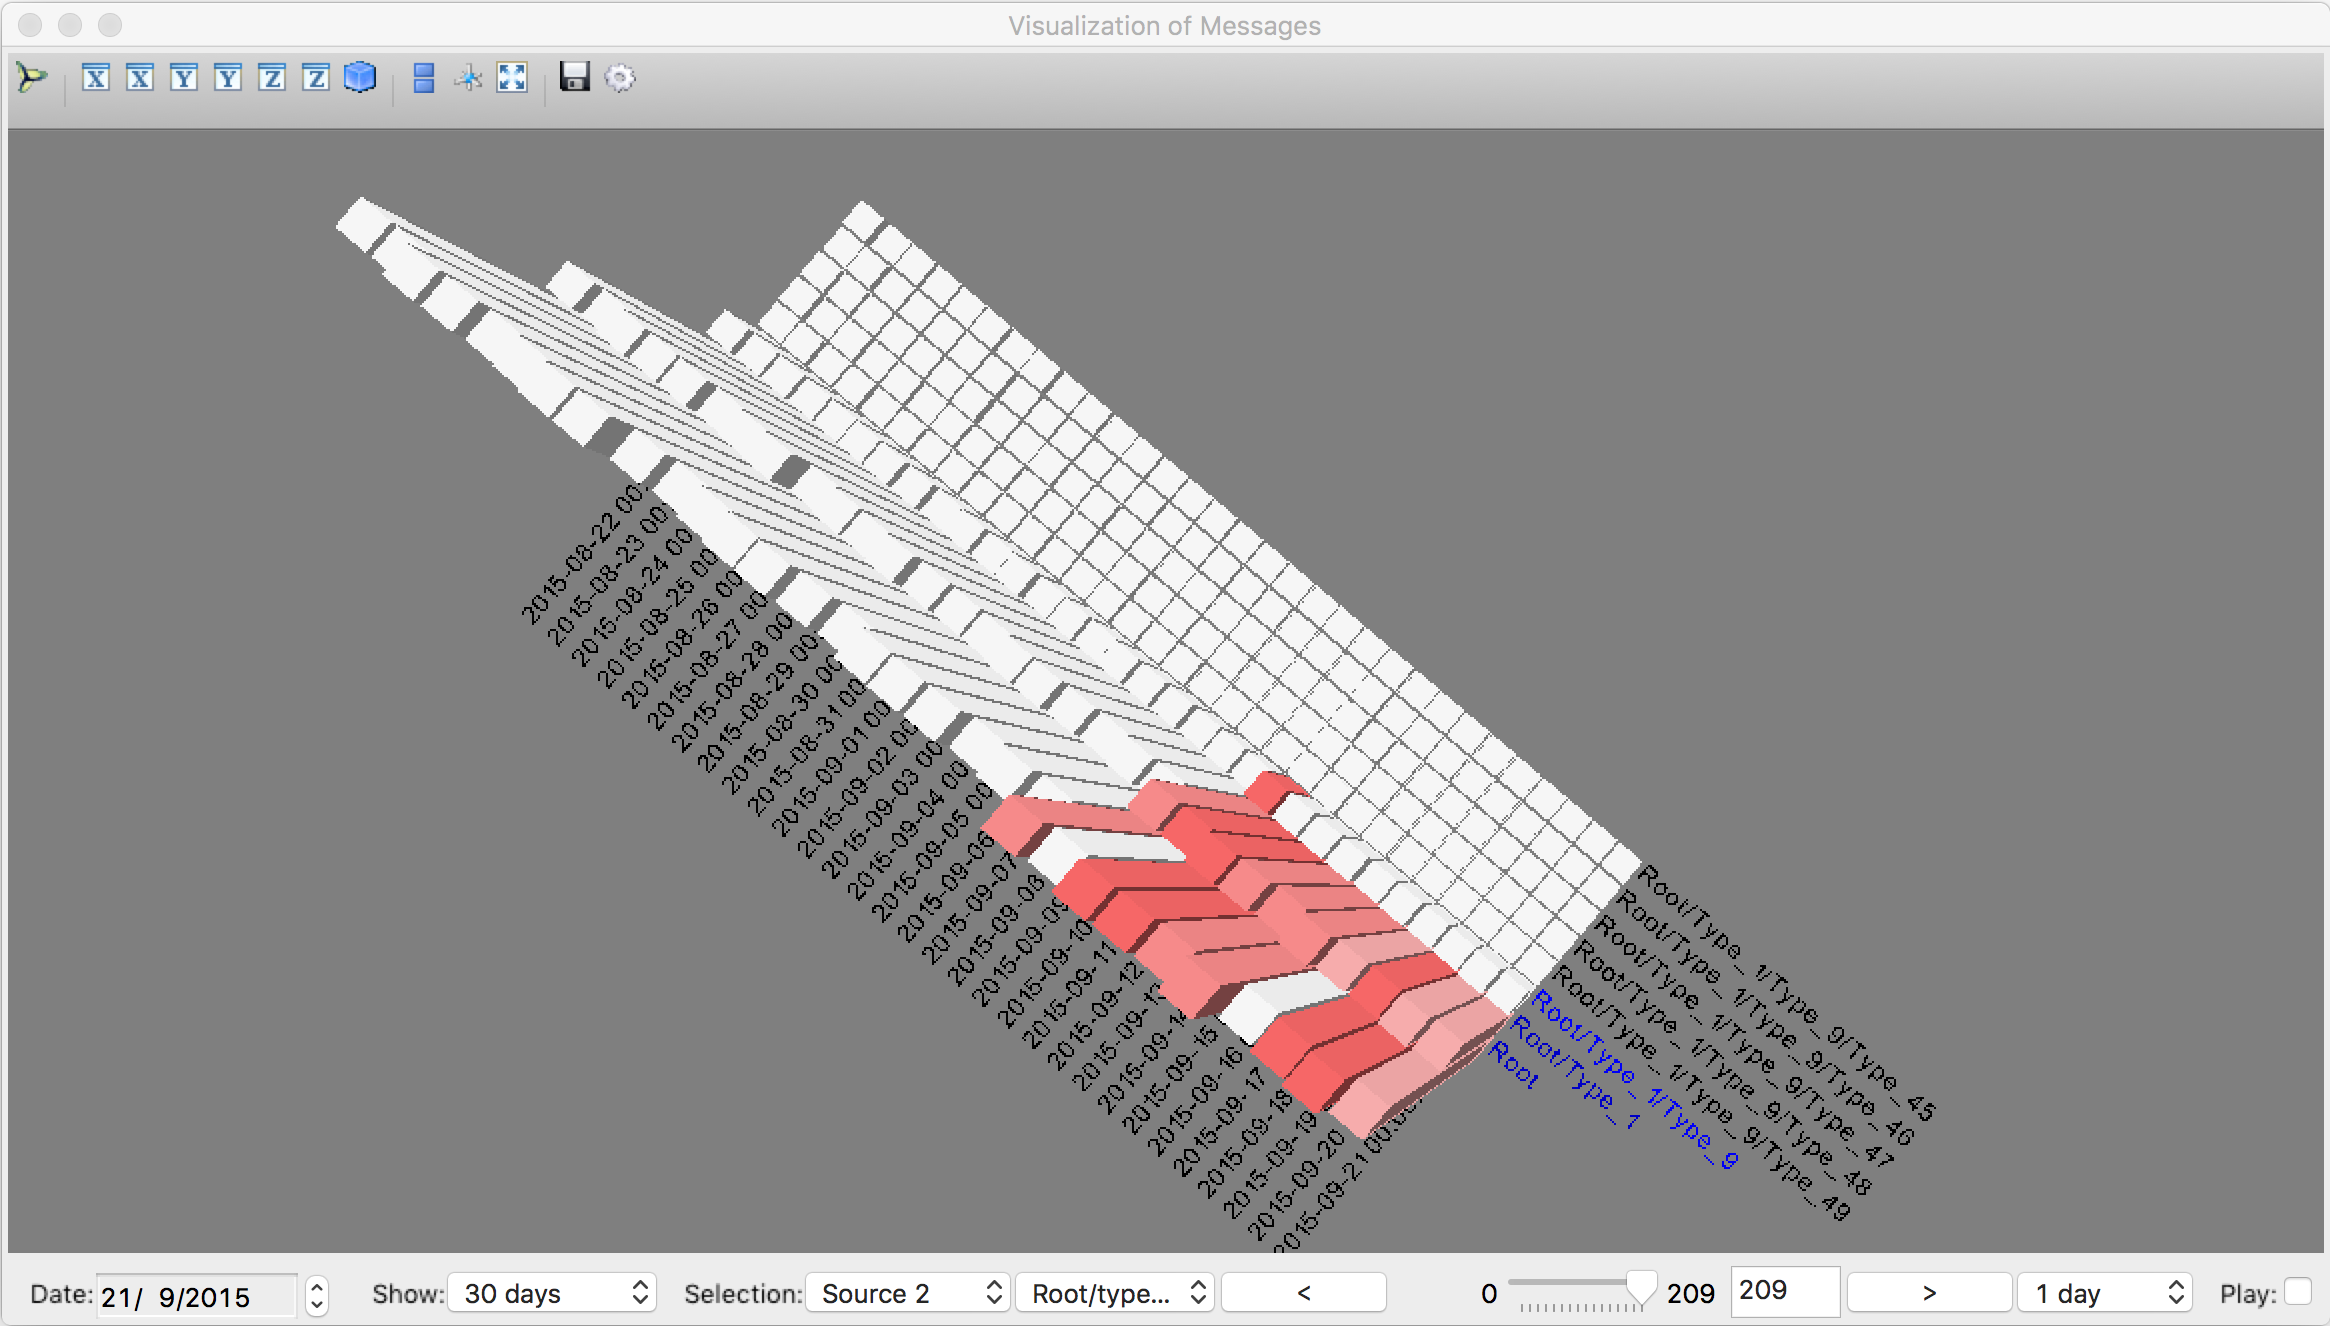 Visualization of Messages
X X Y Y Z Z
2015-08-22 00
2015-08-23 00
2015-08-24 00
2015-08-25 00
2015-08-26 00
2015-08-27 00
2015-08-28 00
2015-08-29 00
2015-08-30 00
2015-08-31 00
2015-09-01 00
2015-09-02 00
2015-09-03 00
2015-09-04 00
2015-09-05 00
2015-09-06
2015-09-07
2015-09-08
2015-09-09
2015-09-10
2015-09-11
2015-09-12
2015-09-13
2015-09-14
2015-09-15
2015-09-16
2015-09-17
2015-09-18
2015-09-19
2015-09-20
2015-09-21 00:
Root/Type_1/Type_9/Type_45
Root/Type_1/Type_9/Type_46
Root/Type_1/Type_9/Type_47
Root/Type_1/Type_9/Type_48
Root/Type_1/Type_9/Type_49
Root/Type_1/Type_9
Root/Type_1
Root
Date: 21/ 9/2015 Show: 30 days Selection: Source 2 Root/type... < 0 209 209 > 1 day Play: